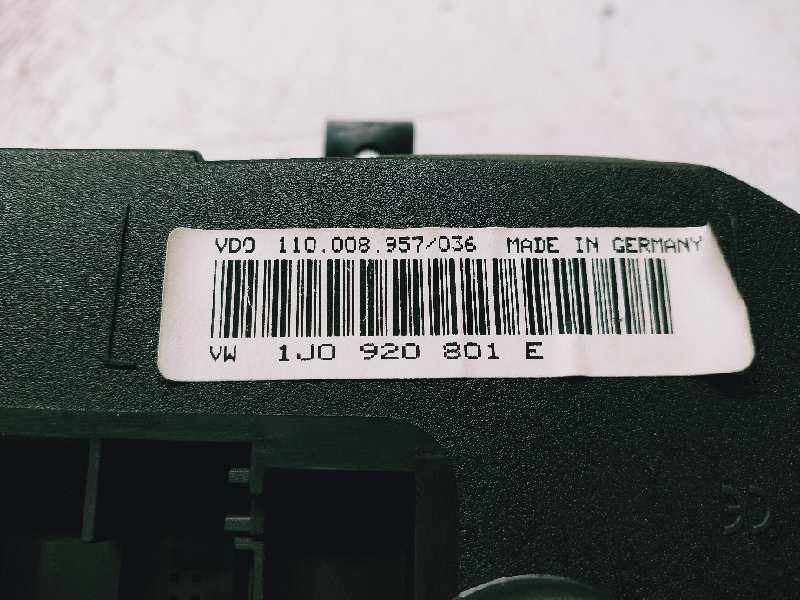 VDO 110.008.957/036 MADE IN GERMANY
VW 1J0 920 801 E